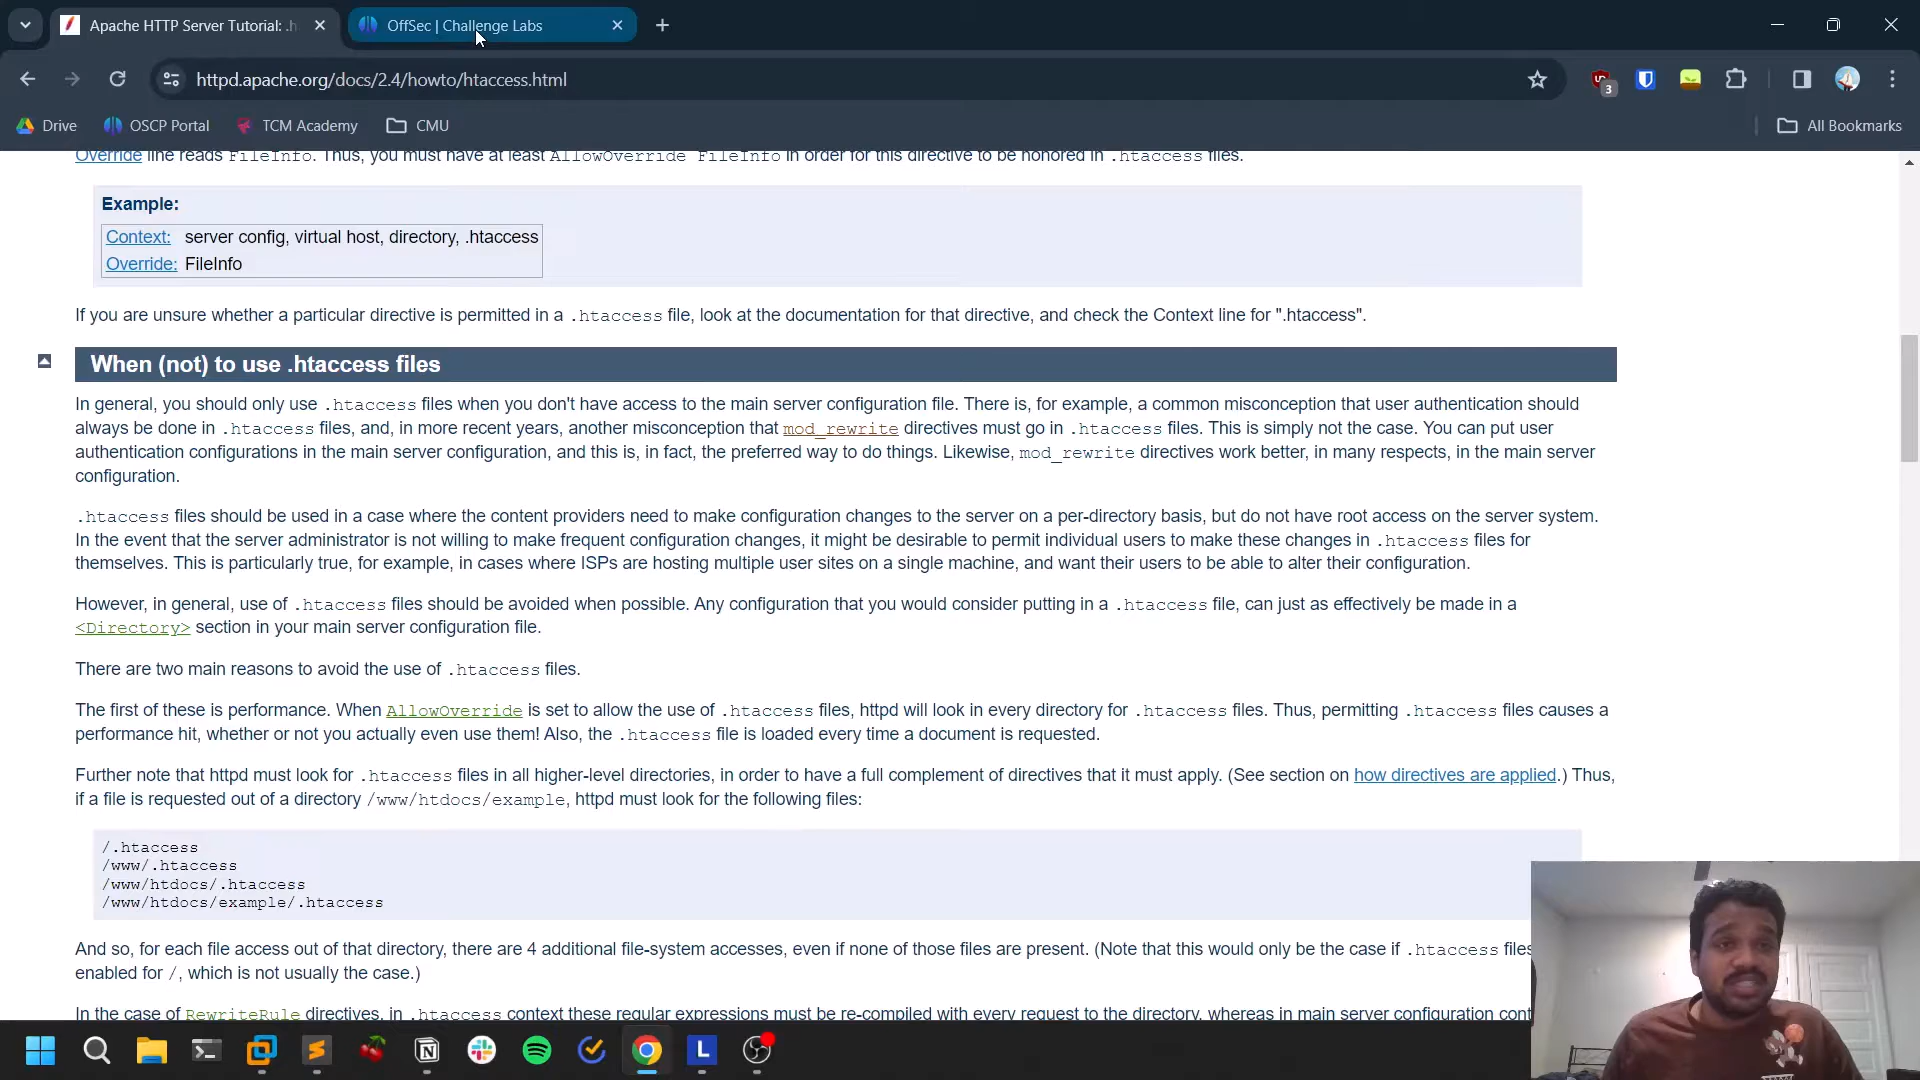 Apache HTTP Server Tutorial: .h
OffSec | Challenge Labs
httpd.apache.org/docs/2.4/howto/htaccess.html
3
Drive
OSCP Portal
TCM Academy
CMU
All Bookmarks
Override line reads FileInfo. Thus, you must have at least AllowOverride FileInfo in order for this directive to be honored in .htaccess files.
Example:
Context: server config, virtual host, directory, .htaccess
Override: FileInfo
If you are unsure whether a particular directive is permitted in a .htaccess file, look at the documentation for that directive, and check the Context line for ".htaccess".
When (not) to use .htaccess files
In general, you should only use .htaccess files when you don't have access to the main server configuration file. There is, for example, a common misconception that user authentication should
always be done in .htaccess files, and, in more recent years, another misconception that mod_rewrite directives must go in .htaccess files. This is simply not the case. You can put user
authentication configurations in the main server configuration, and this is, in fact, the preferred way to do things. Likewise, mod_rewrite directives work better, in many respects, in the main server
configuration.
.htaccess files should be used in a case where the content providers need to make configuration changes to the server on a per-directory basis, but do not have root access on the server system.
In the event that the server administrator is not willing to make frequent configuration changes, it might be desirable to permit individual users to make these changes in .htaccess files for
themselves. This is particularly true, for example, in cases where ISPs are hosting multiple user sites on a single machine, and want their users to be able to alter their configuration.
However, in general, use of .htaccess files should be avoided when possible. Any configuration that you would consider putting in a .htaccess file, can just as effectively be made in a
<Directory> section in your main server configuration file.
There are two main reasons to avoid the use of .htaccess files.
The first of these is performance. When AllowOverride is set to allow the use of .htaccess files, httpd will look in every directory for .htaccess files. Thus, permitting .htaccess files causes a
performance hit, whether or not you actually even use them! Also, the .htaccess file is loaded every time a document is requested.
Further note that httpd must look for .htaccess files in all higher-level directories, in order to have a full complement of directives that it must apply. (See section on how directives are applied.) Thus,
if a file is requested out of a directory /www/htdocs/example, httpd must look for the following files:
/.htaccess
/www/.htaccess
/www/htdocs/.htaccess
/www/htdocs/example/.htaccess
And so, for each file access out of that directory, there are 4 additional file-system accesses, even if none of those files are present. (Note that this would only be the case if .htaccess files
enabled for /, which is not usually the case.)
In the case of RewriteRule directives, in .htaccess context these regular expressions must be re-compiled with every request to the directory, whereas in main server configuration cont
L